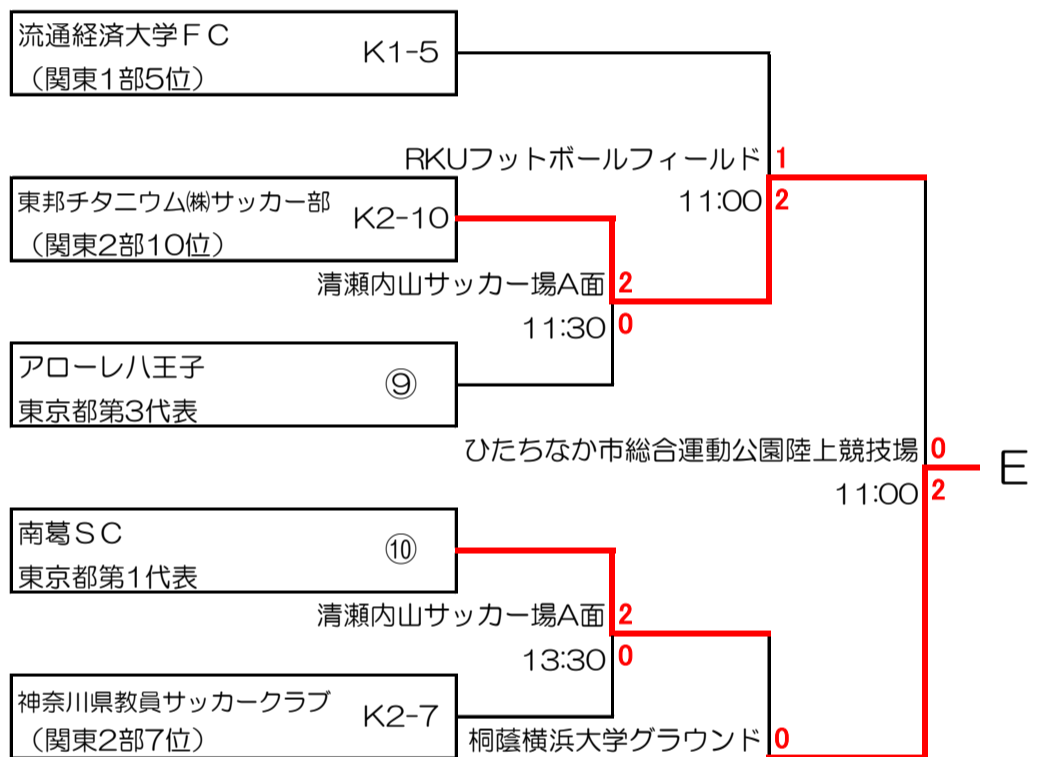 流通経済大学FC
(関東1部5位)
K1-5
RKUフットボールフィールド
1
11:00
2
東邦チタニウム㈱サッカー部
(関東2部10位)
K2-10
清瀬内山サッカー場A面
2
11:30
0
アローレ八王子
東京都第3代表
⑨
ひたちなか市総合運動公園陸上競技場
0
11:00
2
E
南葛SC
東京都第1代表
⑩
清瀬内山サッカー場A面
2
13:30
0
神奈川県教員サッカークラブ
(関東2部7位)
K2-7
桐蔭横浜大学グラウンド
0